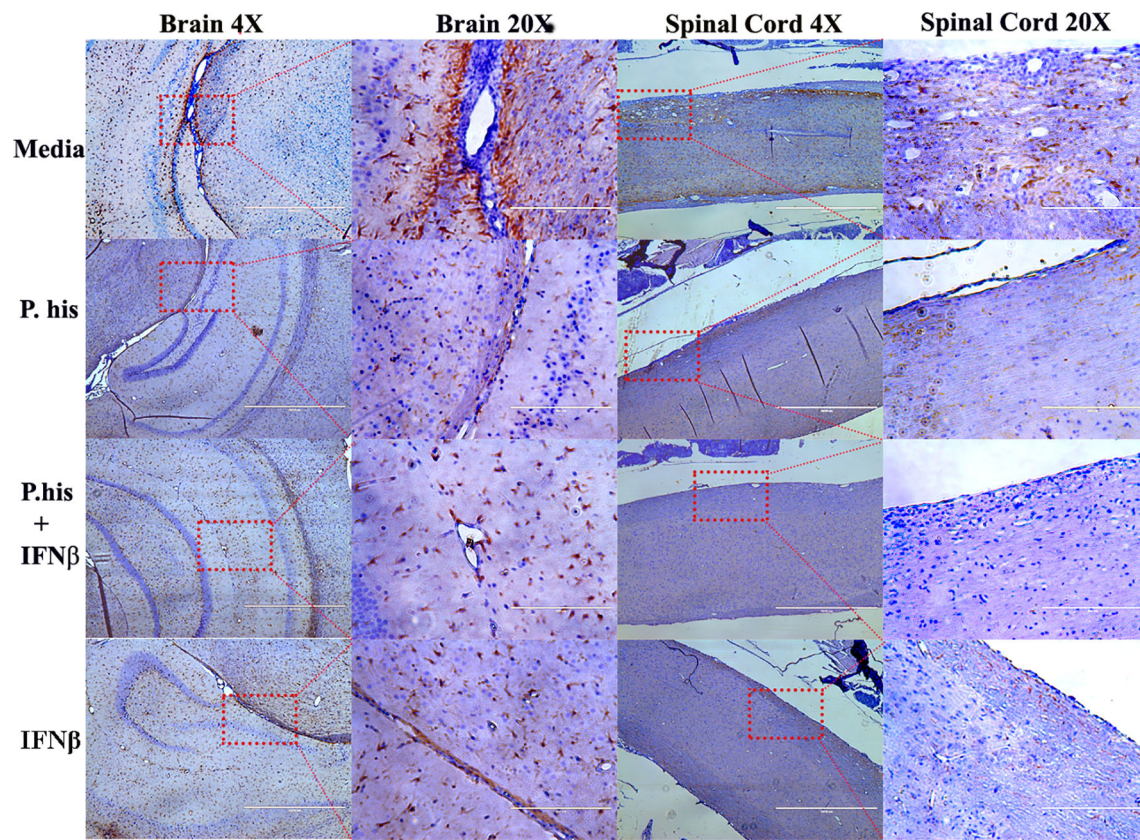 Brain 4X Brain 20X Spinal Cord 4X Spinal Cord 20X
Media
P. his
P.his
+
IFNβ
IFNβ